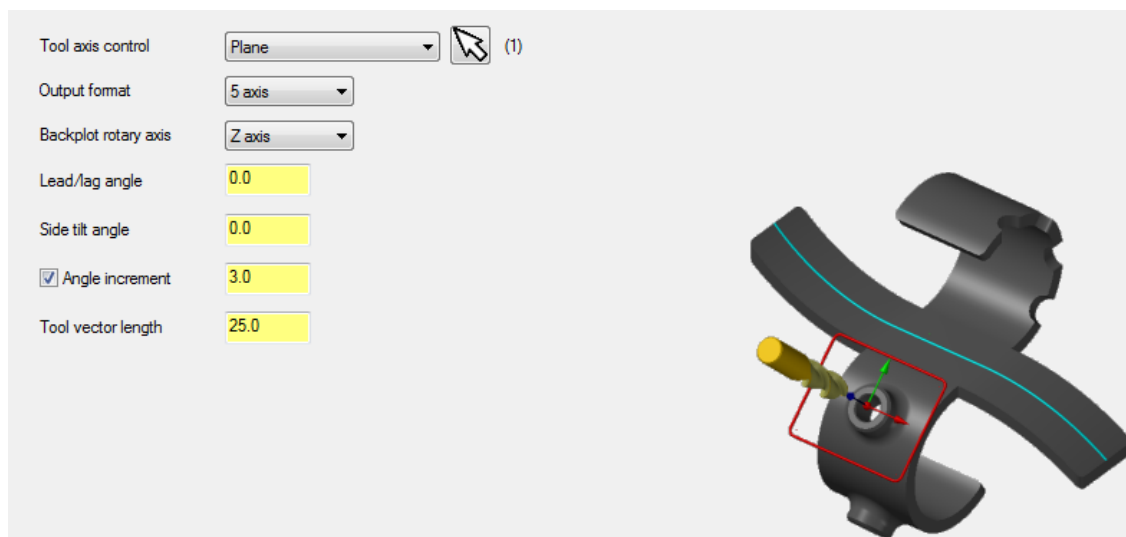 Tool axis control Plane (1)
Output format 5 axis
Backplot rotary axis Z axis
Lead/lag angle 0.0
Side tilt angle 0.0
Angle increment 3.0
Tool vector length 25.0